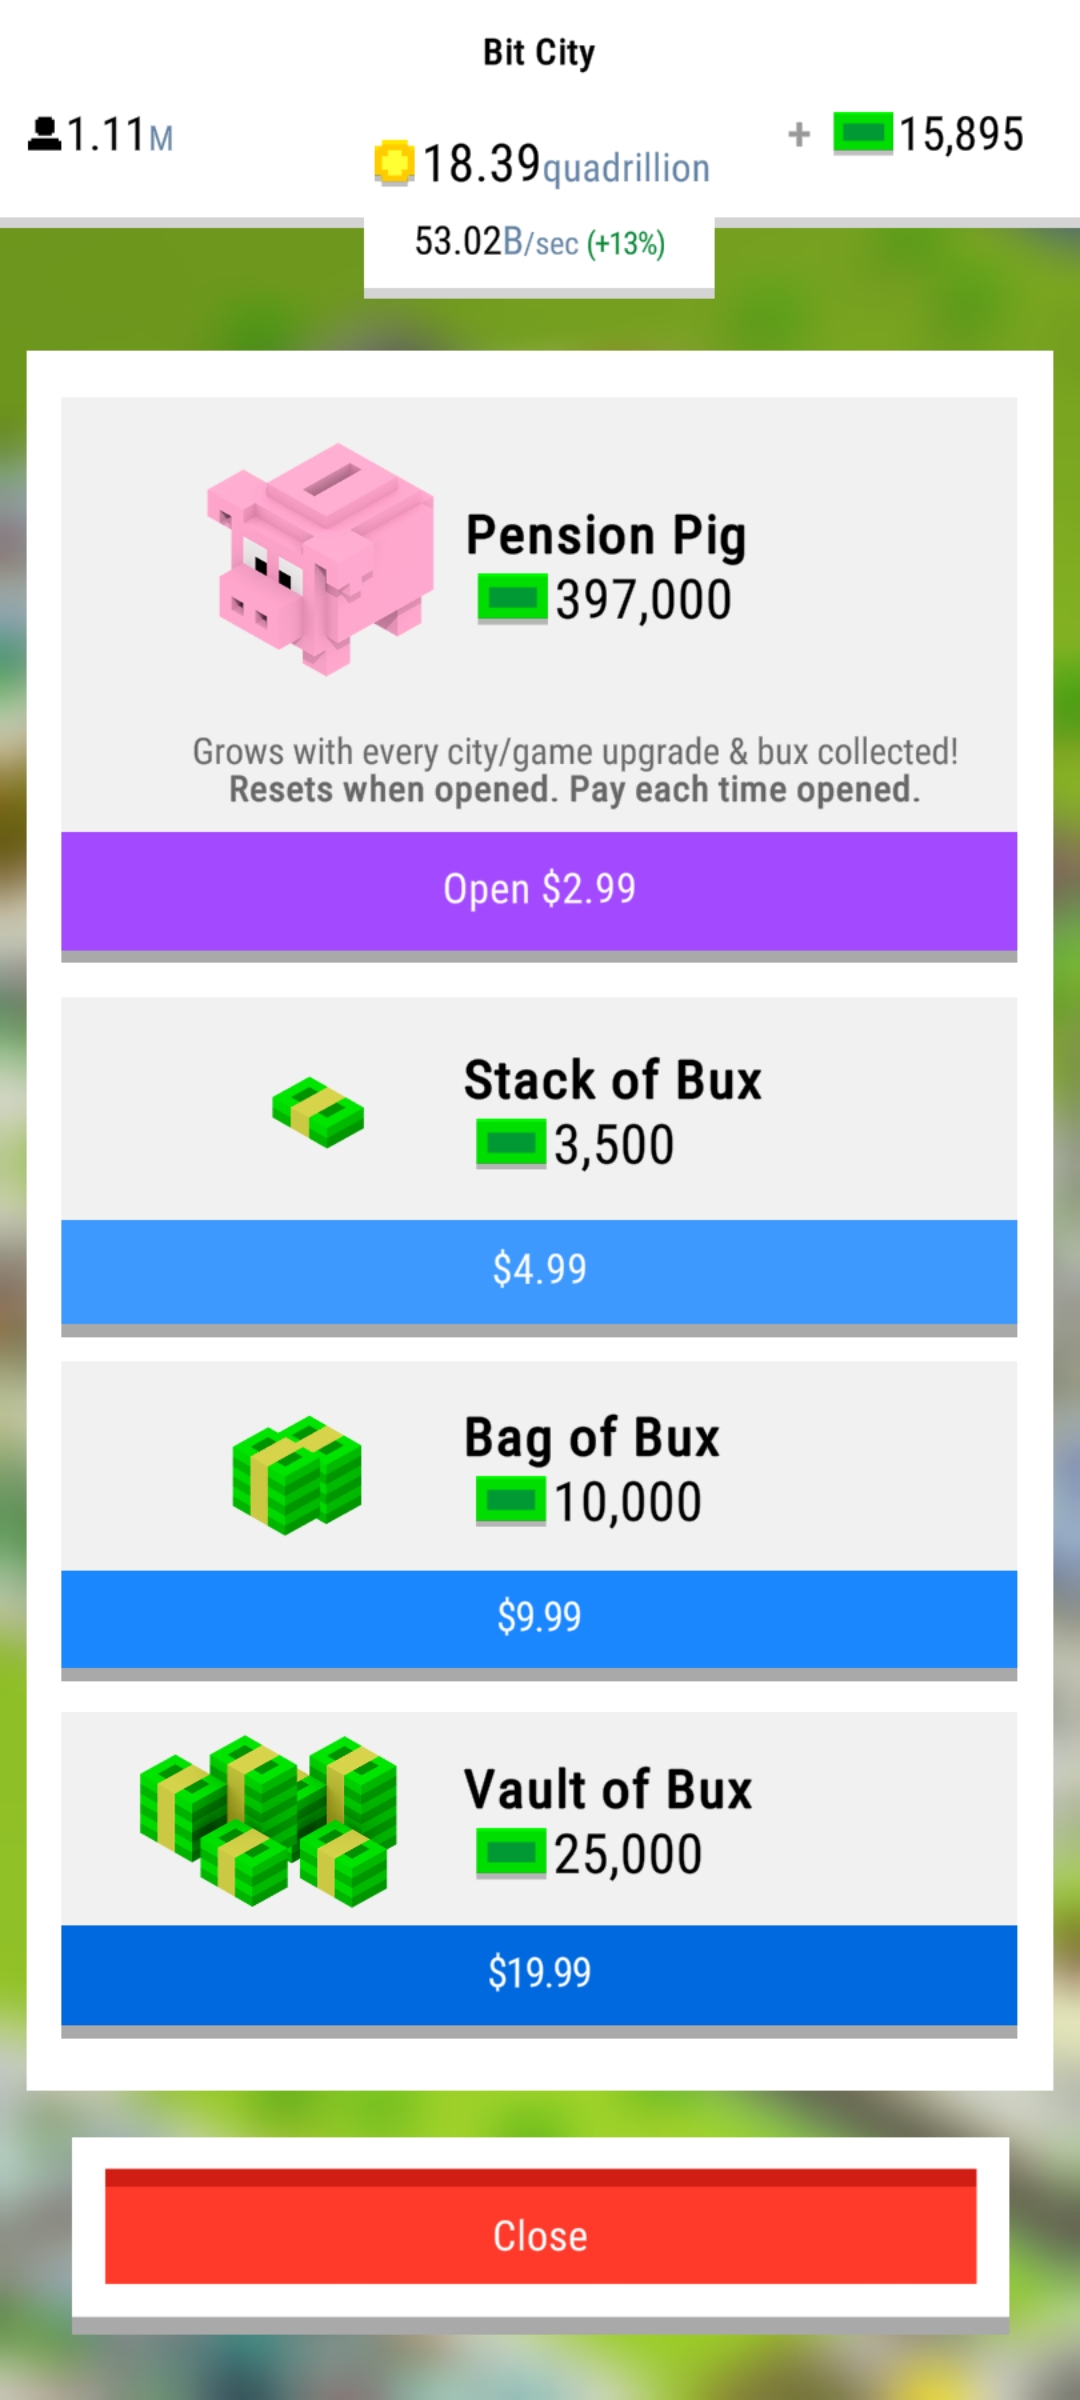 Bit City
1.11M
18.39quadrillion
+ 15,895
53.02B/sec (+13%)
Pension Pig
397,000
Grows with every city/game upgrade & bux collected!
Resets when opened. Pay each time opened.
Open $2.99
Stack of Bux
3,500
$4.99
Bag of Bux
10,000
$9.99
Vault of Bux
25,000
$19.99
Close